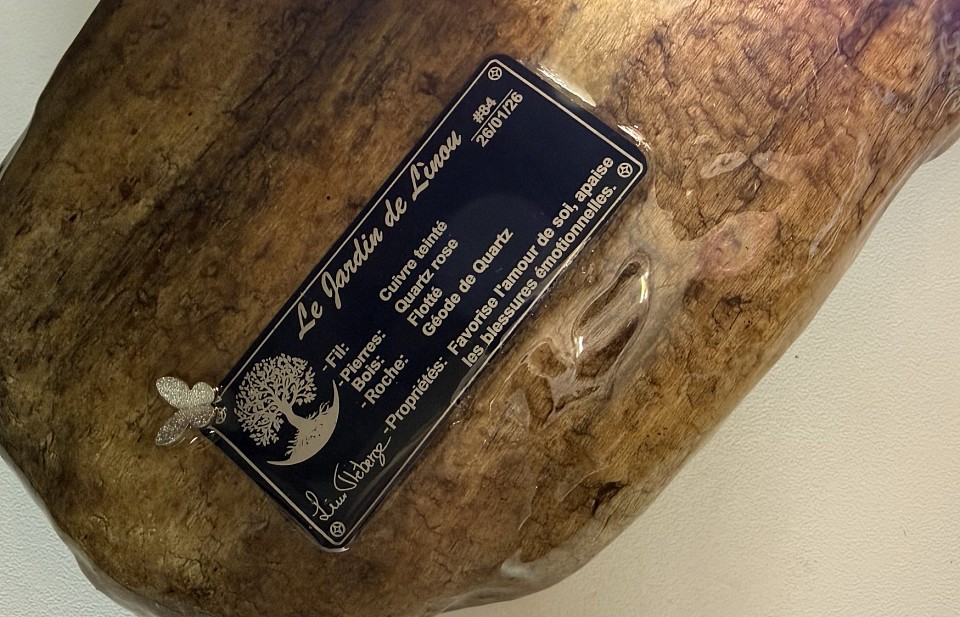 Le Jardin de Lìnou
#84
26/01/26
-Fil: Cuivre teinté
-Pierres: Quartz rose
Bois: Flotté
-Roche: Géode de Quartz
-Propriétés: Favorise l'amour de soi, apaise
les blessures émotionnelles.